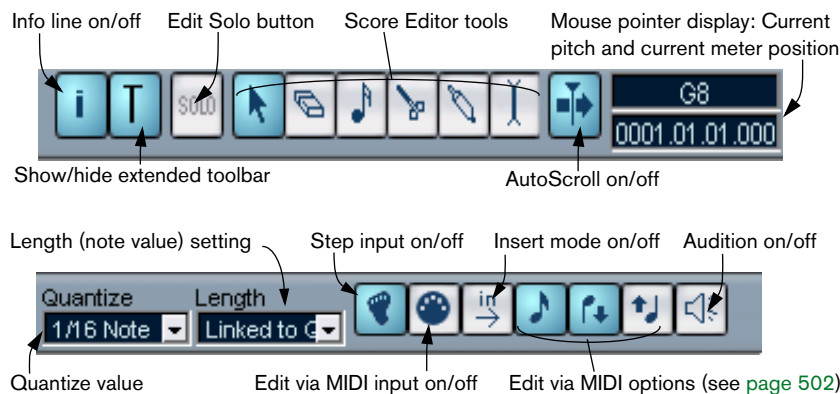 Info line on/off Edit Solo button Score Editor tools Mouse pointer display: Current
pitch and current meter position
i T SOLO G8
0001.01.01.000
Show/hide extended toolbar AutoScroll on/off
Length (note value) setting Step input on/off Insert mode on/off Audition on/off
Quantize Length in
1/16 Note Linked to Q
Quantize value Edit via MIDI input on/off Edit via MIDI options (see page 502)